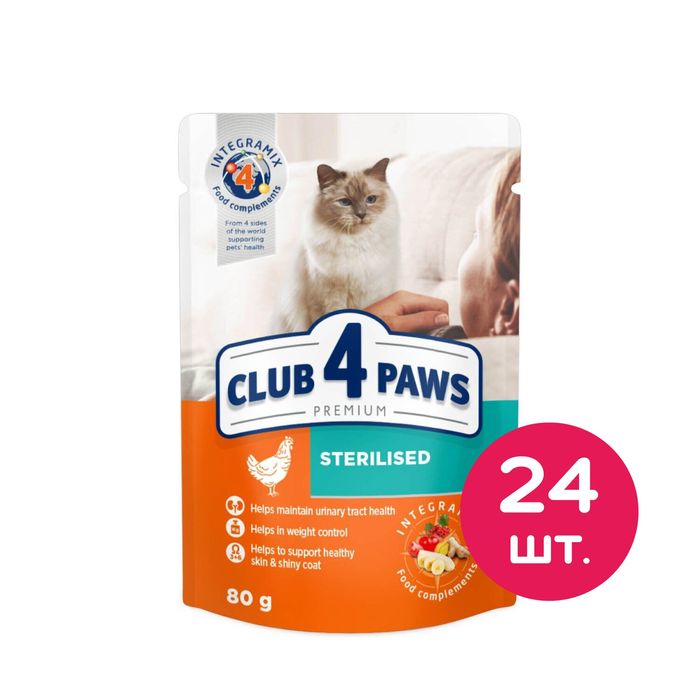 INTEGRAMIX
4
Food complements
From 4 sides
of the world
supporting
pets' health
CLUB 4 PAWS
PREMIUM
STERILISED
Helps maintain urinary tract health
Helps in weight control
3+6
Helps to support healthy
skin & shiny coat
80 g
Food complements
24
шт.